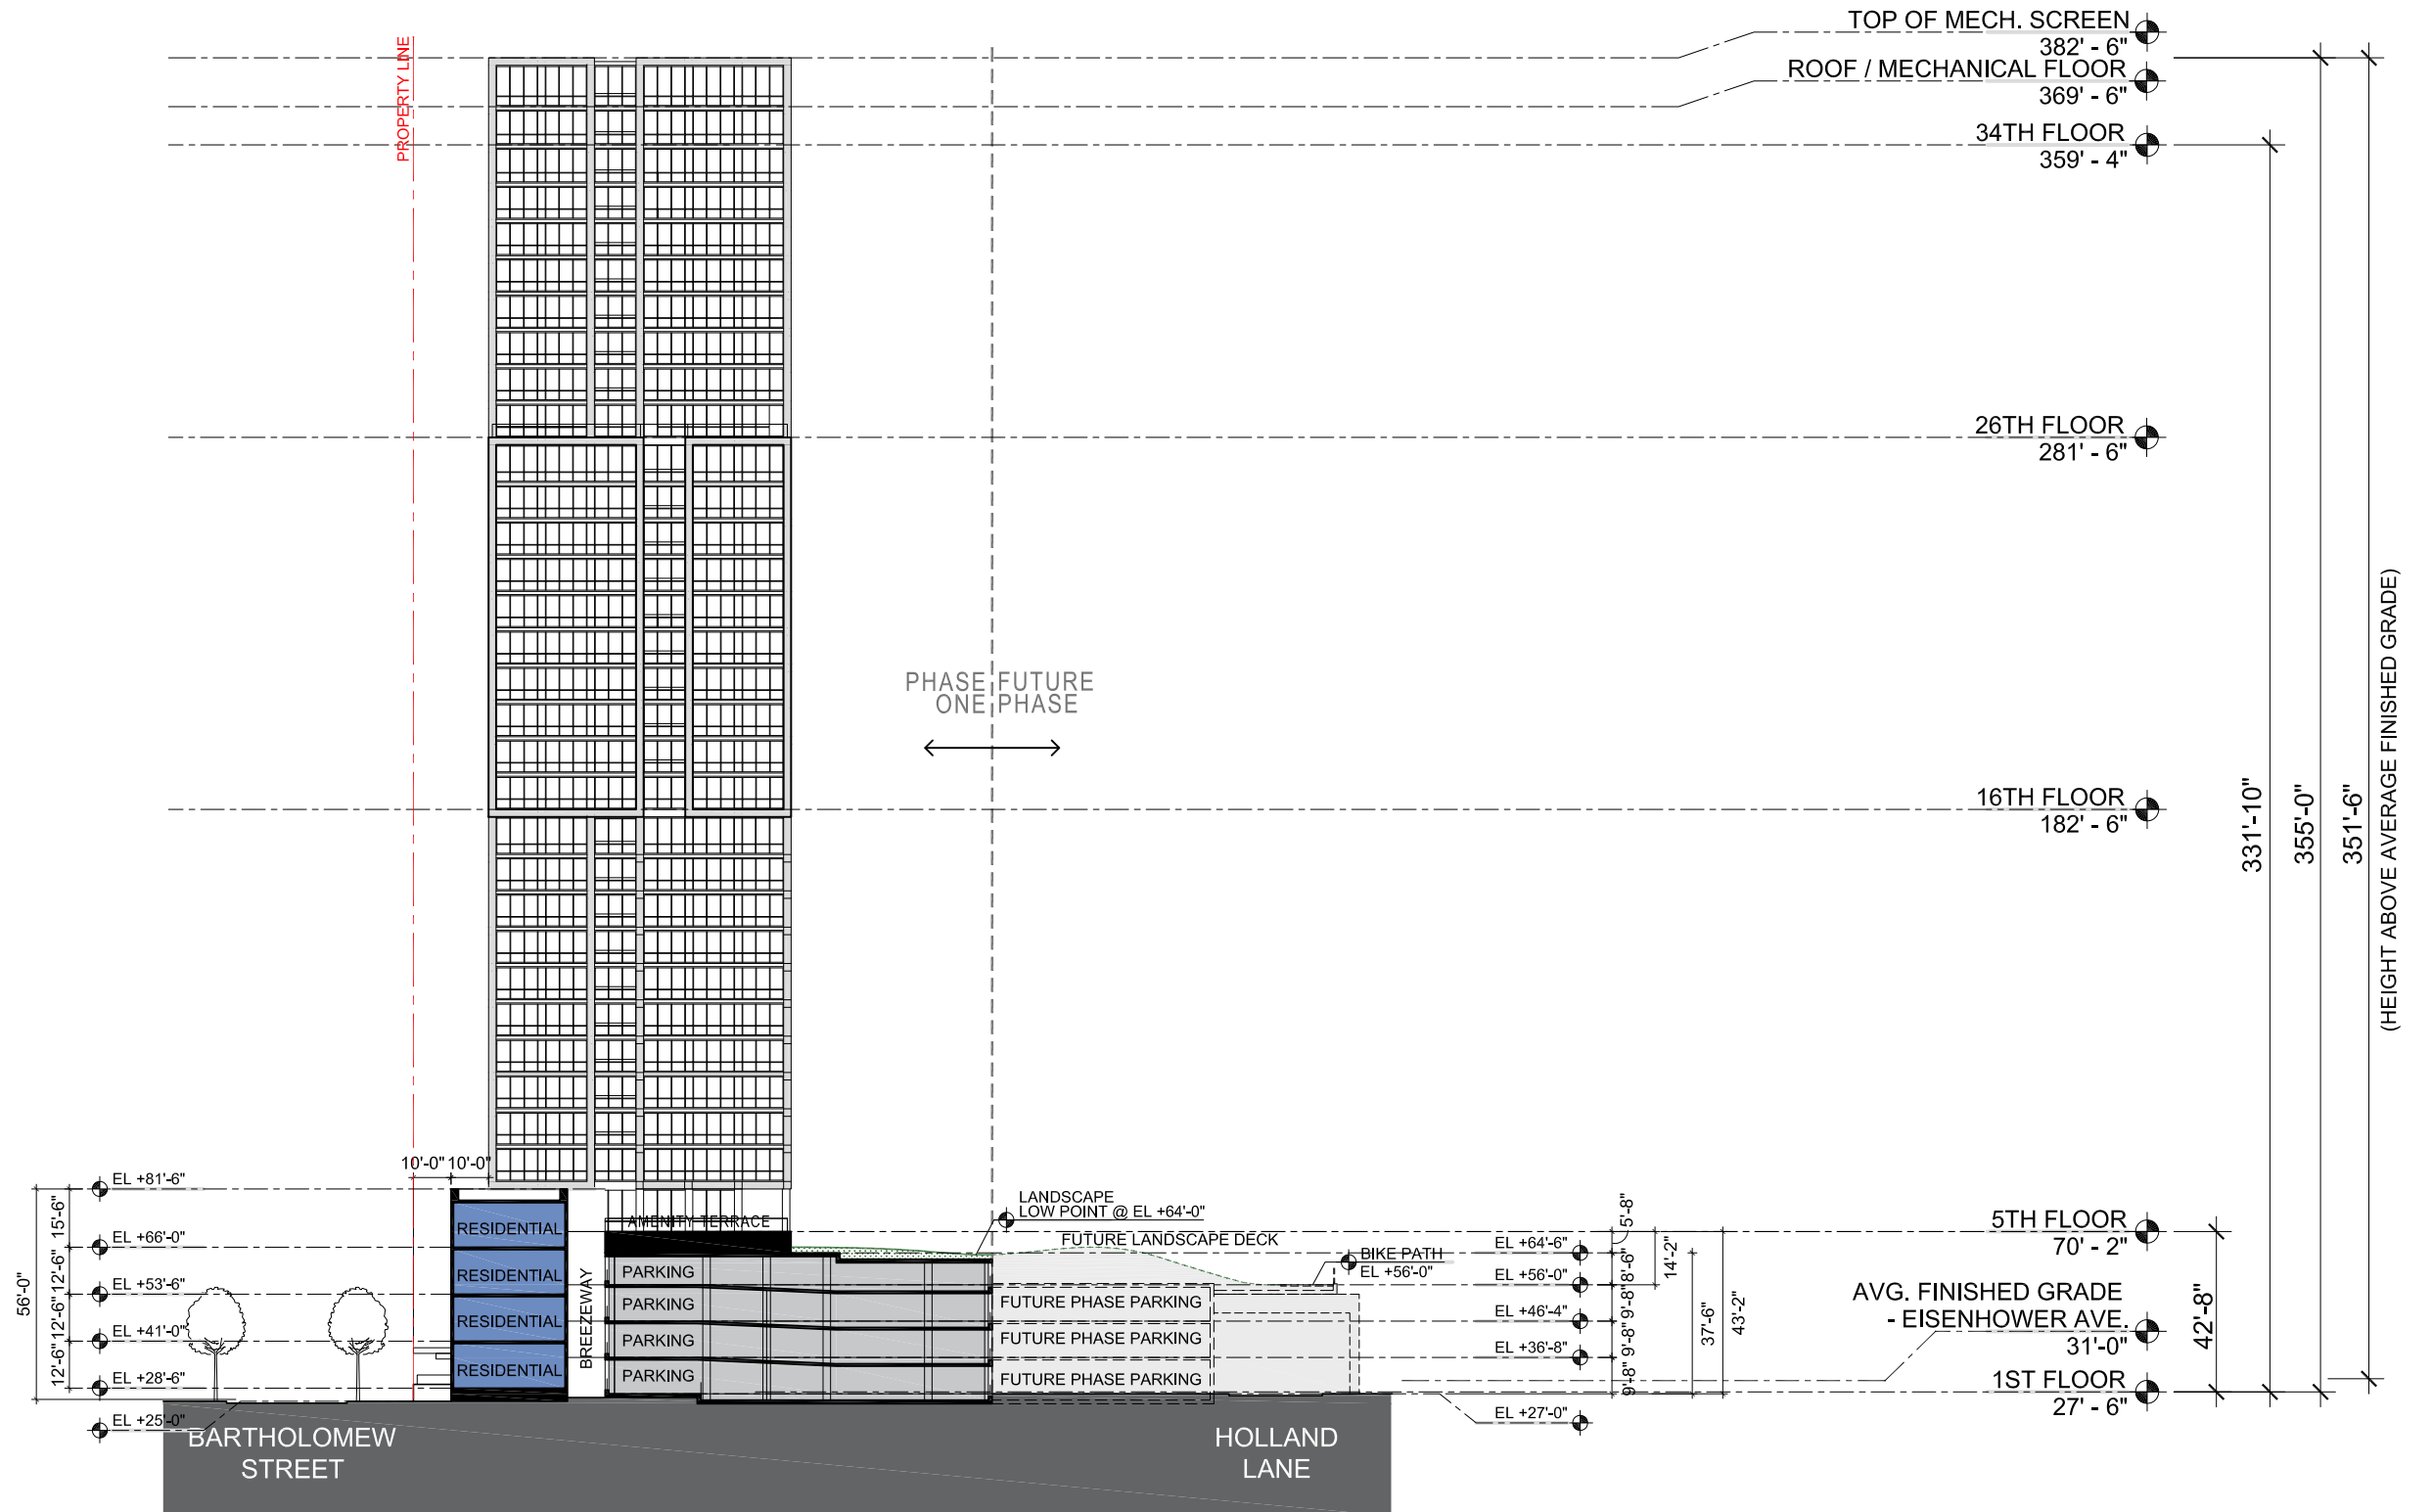 TOP OF MECH. SCREEN
382' - 6"
ROOF / MECHANICAL FLOOR
369' - 6"
34TH FLOOR
359' - 4"
PROPERTY LINE
26TH FLOOR
281' - 6"
PHASE FUTURE
ONE PHASE
16TH FLOOR
182' - 6"
331'-10"
355'-0"
351'-6"
(HEIGHT ABOVE AVERAGE FINISHED GRADE)
10'-0" 10'-0"
EL +81'-6"
EL +66'-0"
EL +53'-6"
EL +41'-0"
EL +28'-6"
EL +25'-0"
56'-0"
15'-6"
12'-6"
12'-6"
12'-6"
RESIDENTIAL
RESIDENTIAL
RESIDENTIAL
RESIDENTIAL
BREEZEWAY
AMENITY TERRACE
PARKING
PARKING
PARKING
PARKING
LANDSCAPE
LOW POINT @ EL +64'-0"
FUTURE LANDSCAPE DECK
BIKE PATH
EL +56'-0"
FUTURE PHASE PARKING
FUTURE PHASE PARKING
FUTURE PHASE PARKING
EL +64'-6"
EL +56'-0"
EL +46'-4"
EL +36'-8"
EL +27'-0"
5'-8"
8'-6"
9'-8"
9'-8"
9'-8"
14'-2"
37'-6"
43'-2"
5TH FLOOR
70' - 2"
AVG. FINISHED GRADE
- EISENHOWER AVE.
31'-0"
1ST FLOOR
27' - 6"
42'-8"
BARTHOLOMEW
STREET
HOLLAND
LANE